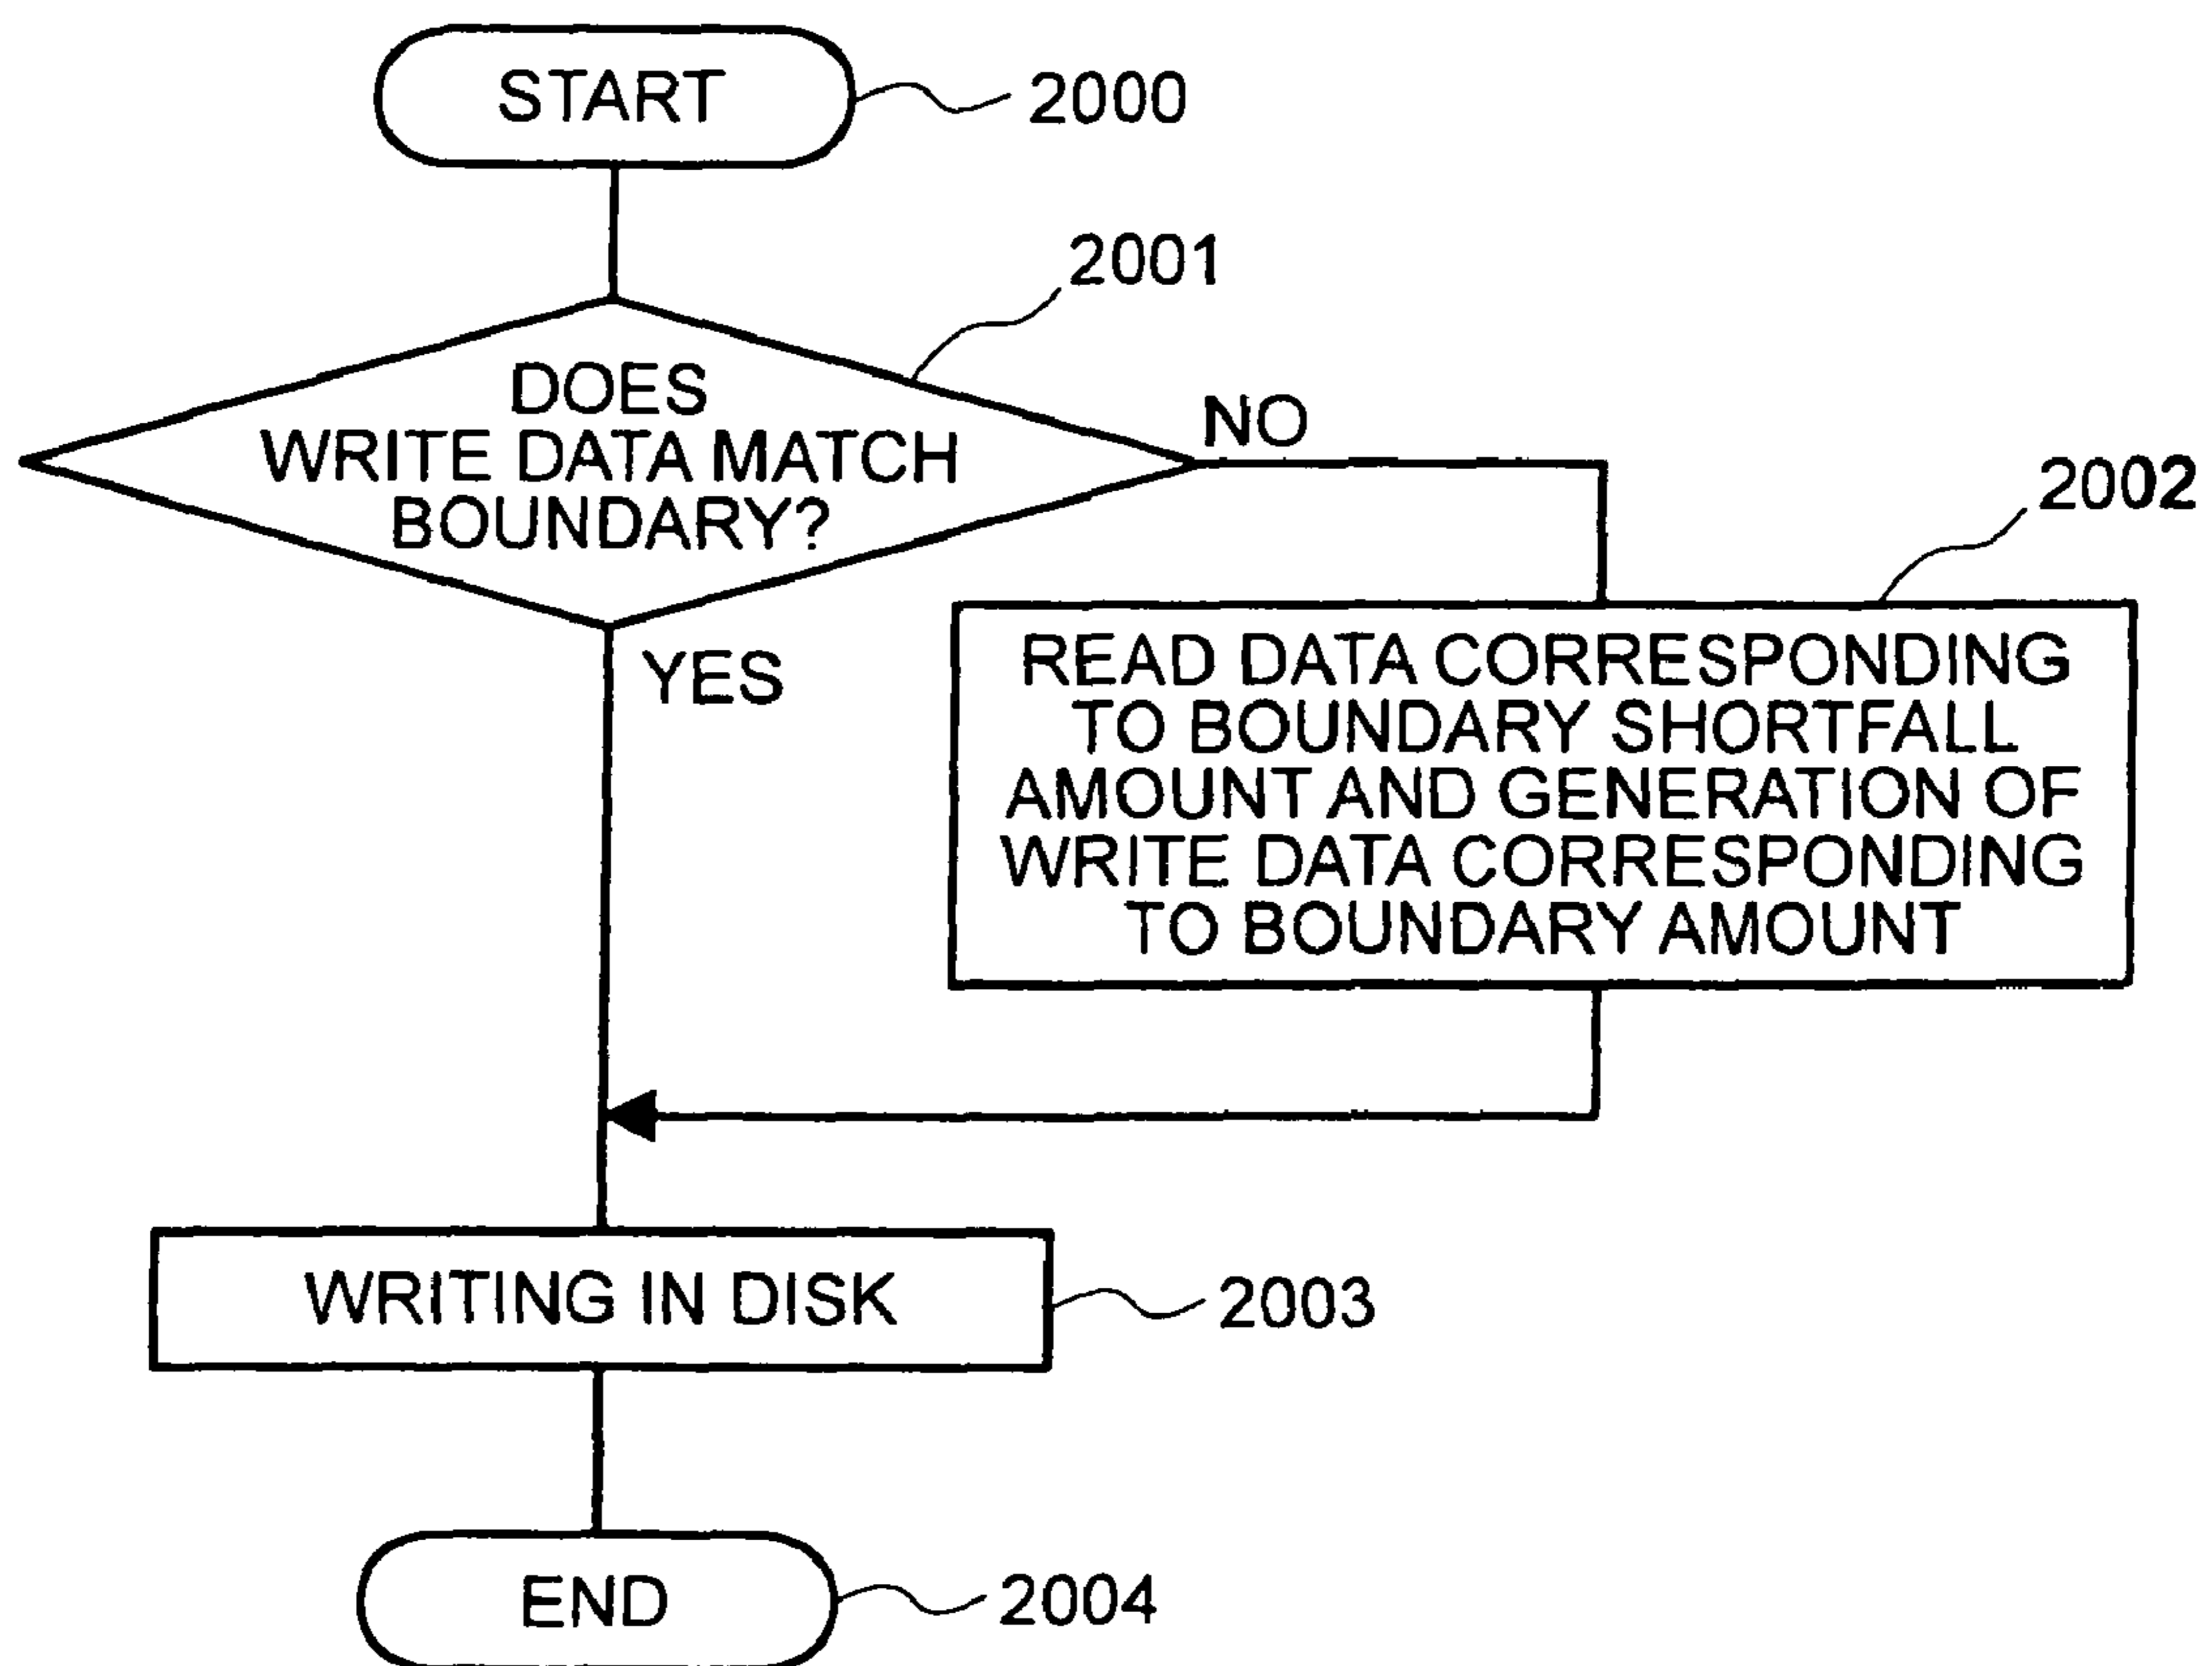 START
2000
2001
DOES
WRITE DATA MATCH
BOUNDARY?
NO
2002
YES
READ DATA CORRESPONDING
TO BOUNDARY SHORTFALL
AMOUNT AND GENERATION OF
WRITE DATA CORRESPONDING
TO BOUNDARY AMOUNT
WRITING IN DISK
2003
END
2004